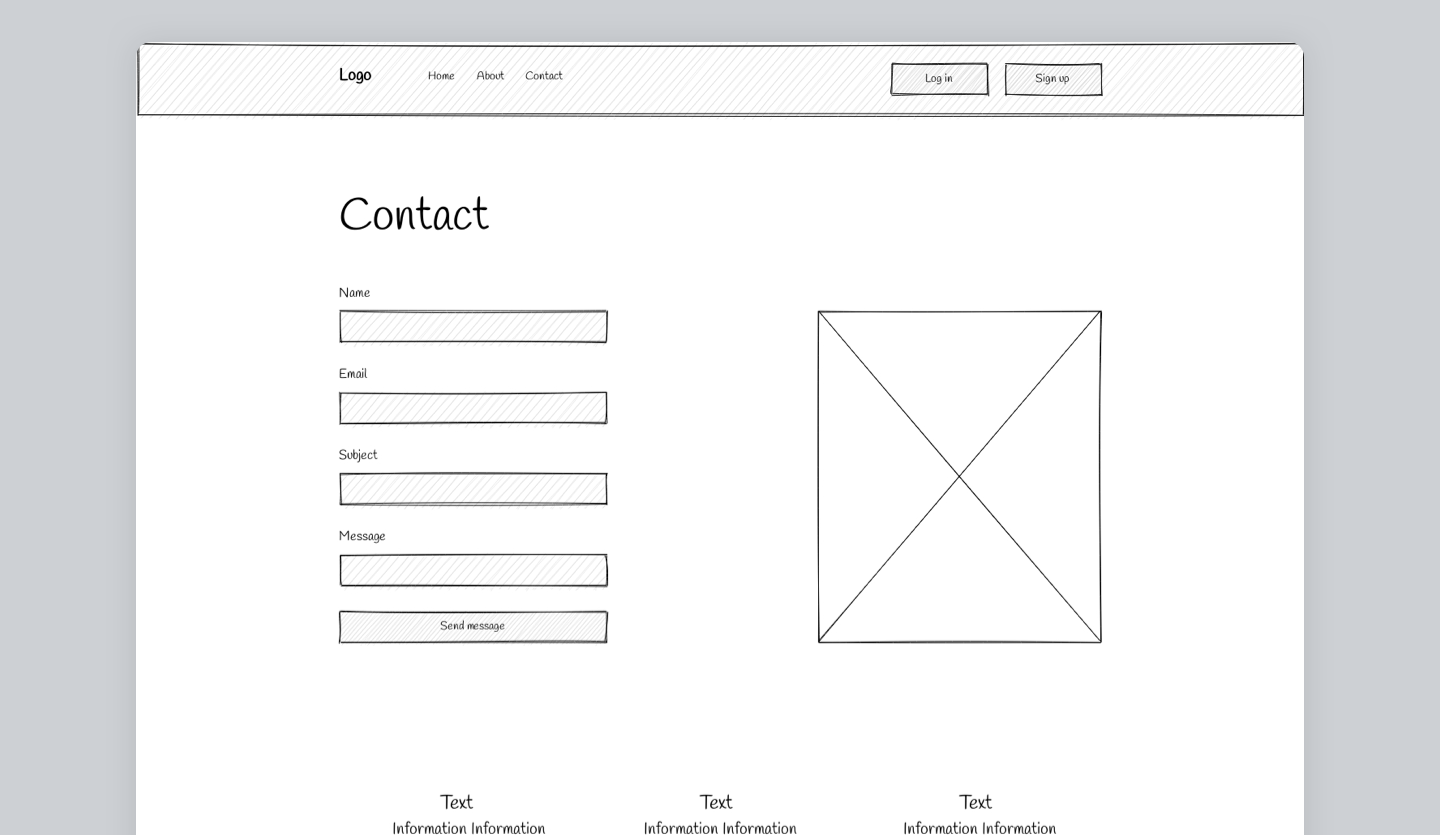 Logo
Home About Contact
Log in
Sign up
Contact
Name
Email
Subject
Message
Send message
Text
Information Information
Text
Information Information
Text
Information Information